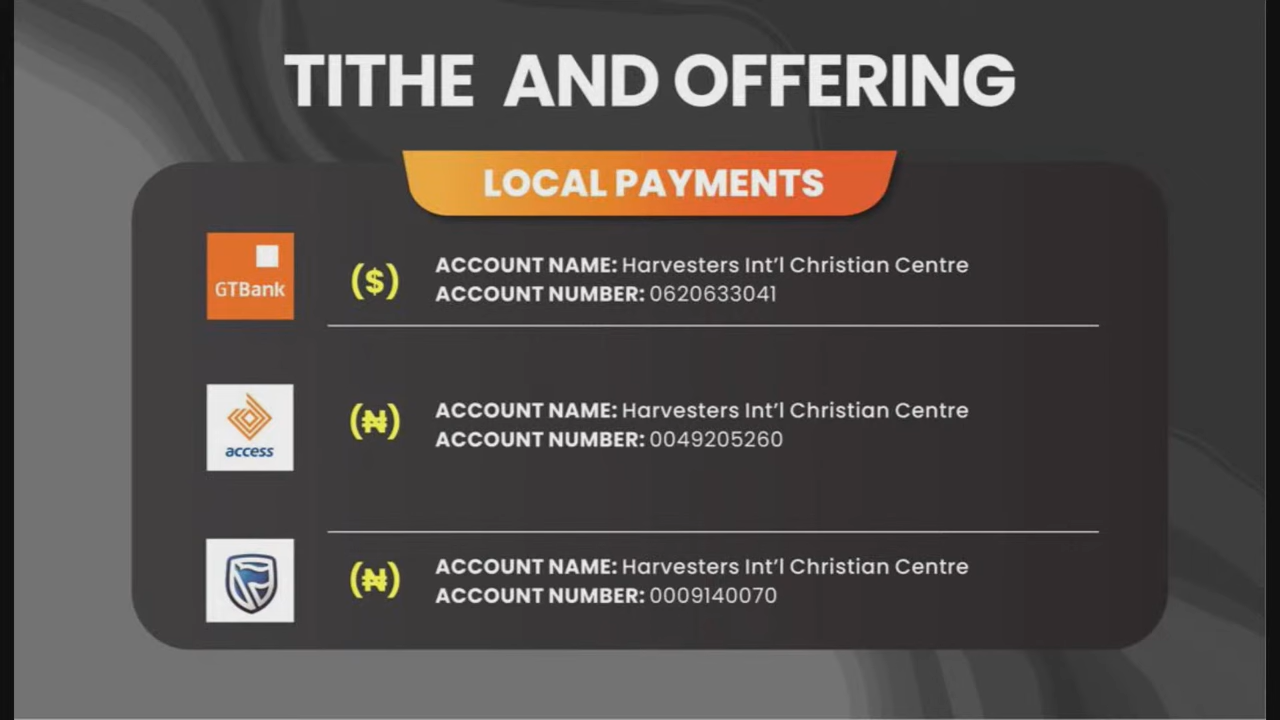 TITHE AND OFFERING
LOCAL PAYMENTS
GTBank
($)
ACCOUNT NAME: Harvesters Int'l Christian Centre
ACCOUNT NUMBER: 0620633041
access
(₦)
ACCOUNT NAME: Harvesters Int'l Christian Centre
ACCOUNT NUMBER: 0049205260
(₦)
ACCOUNT NAME: Harvesters Int'l Christian Centre
ACCOUNT NUMBER: 0009140070